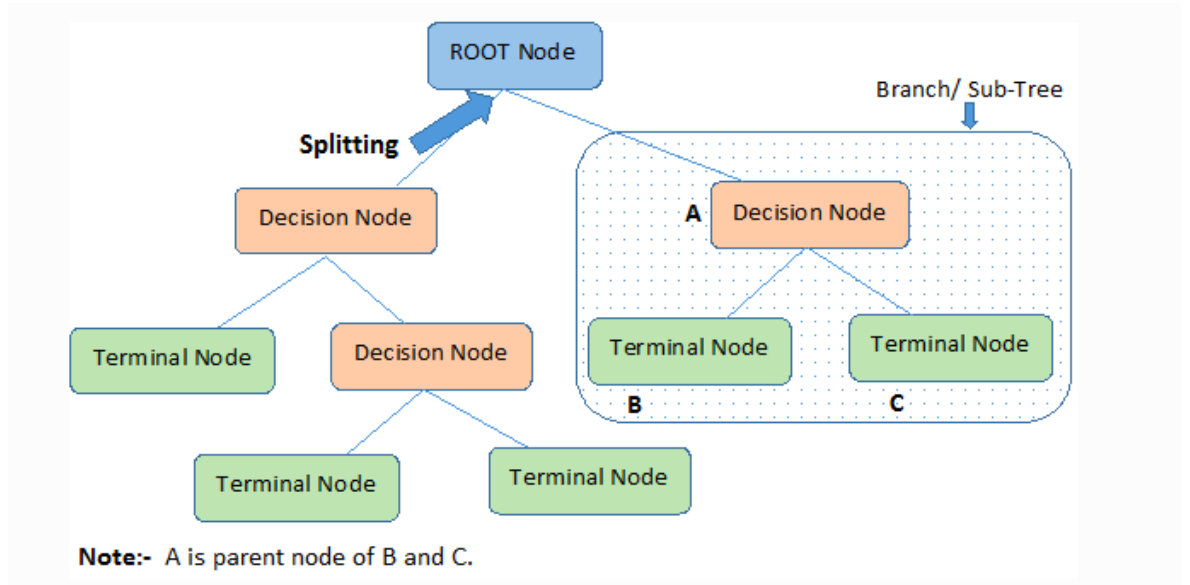 ROOT Node
Branch/ Sub-Tree
Splitting
Decision Node
A
Decision Node
Terminal Node
Decision Node
Terminal Node
Terminal Node
B
C
Terminal Node
Terminal Node
Note:- A is parent node of B and C.